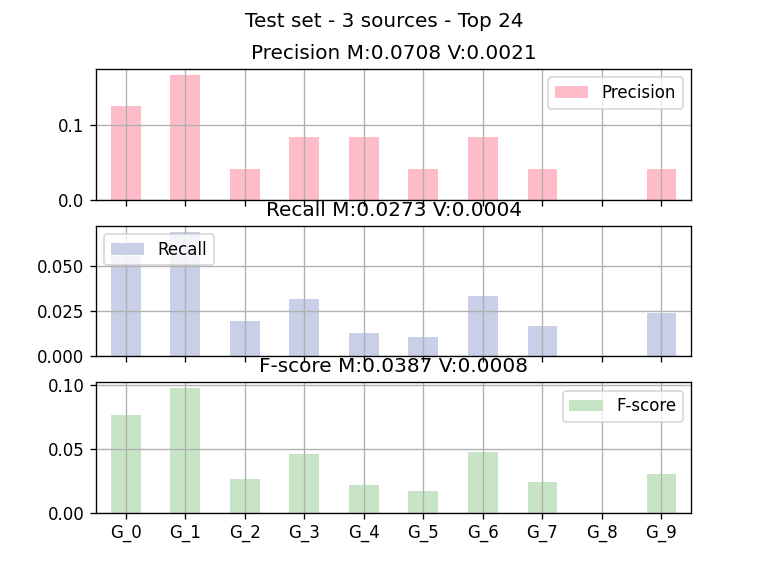 Test set - 3 sources - Top 24
Precision M:0.0708 V:0.0021
Precision
0.1
0.0
Recall M:0.0273 V:0.0004
Recall
0.050
0.025
0.000
F-score M:0.0387 V:0.0008
F-score
0.10
0.05
0.00
G_0 G_1 G_2 G_3 G_4 G_5 G_6 G_7 G_8 G_9